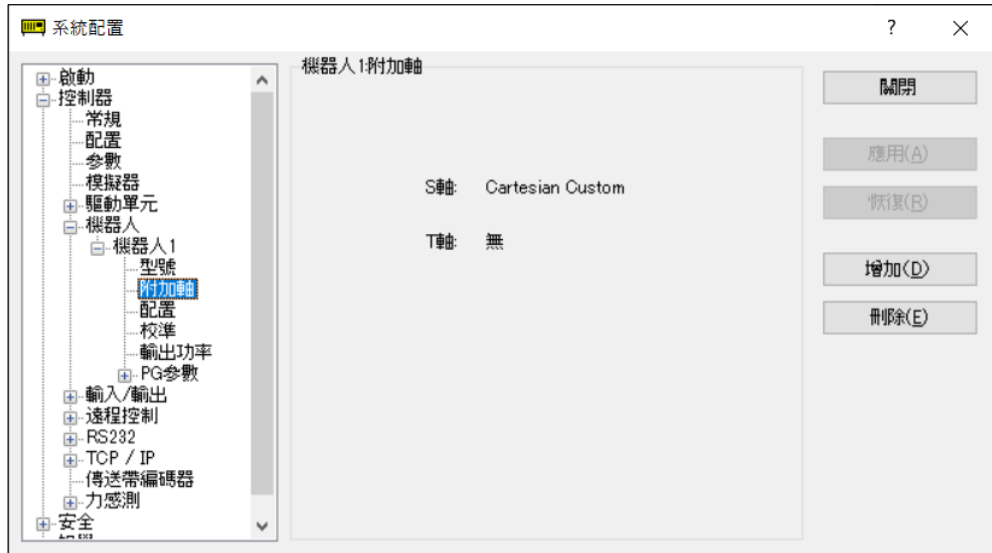 系統配置
啟動
控制器
常規
配置
參數
模擬器
驅動單元
機器人
機器人1
型號
附加軸
配置
校準
輸出功率
PG參數
輸入/輸出
遠程控制
RS232
TCP / IP
傳送帶編碼器
力感測
安全
機器人1:附加軸
S軸: Cartesian Custom
T軸: 無
關閉
應用(A)
恢復(R)
增加(D)
刪除(E)